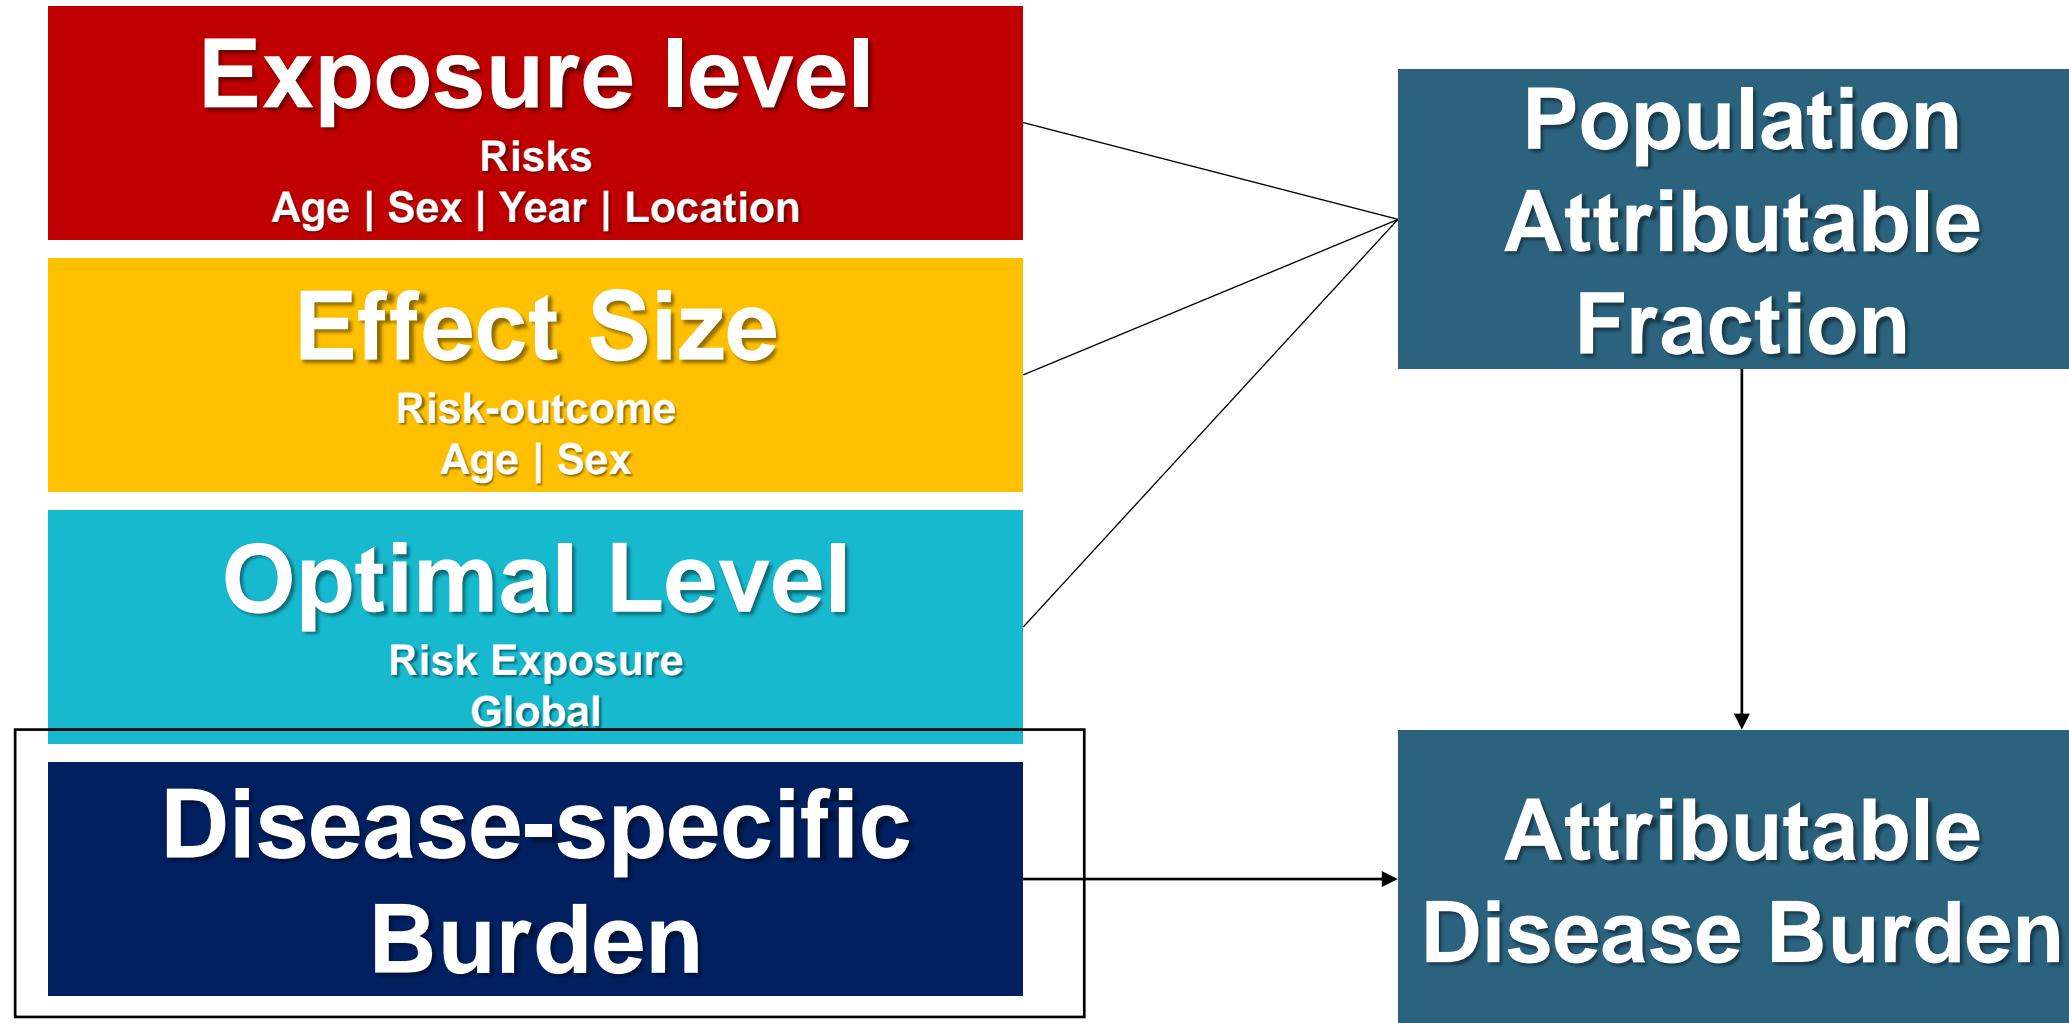 Exposure level
Risks
Age | Sex | Year | Location
Effect Size
Risk-outcome
Age | Sex
Optimal Level
Risk Exposure
Global
Disease-specific
Burden
Population
Attributable
Fraction
Attributable
Disease Burden